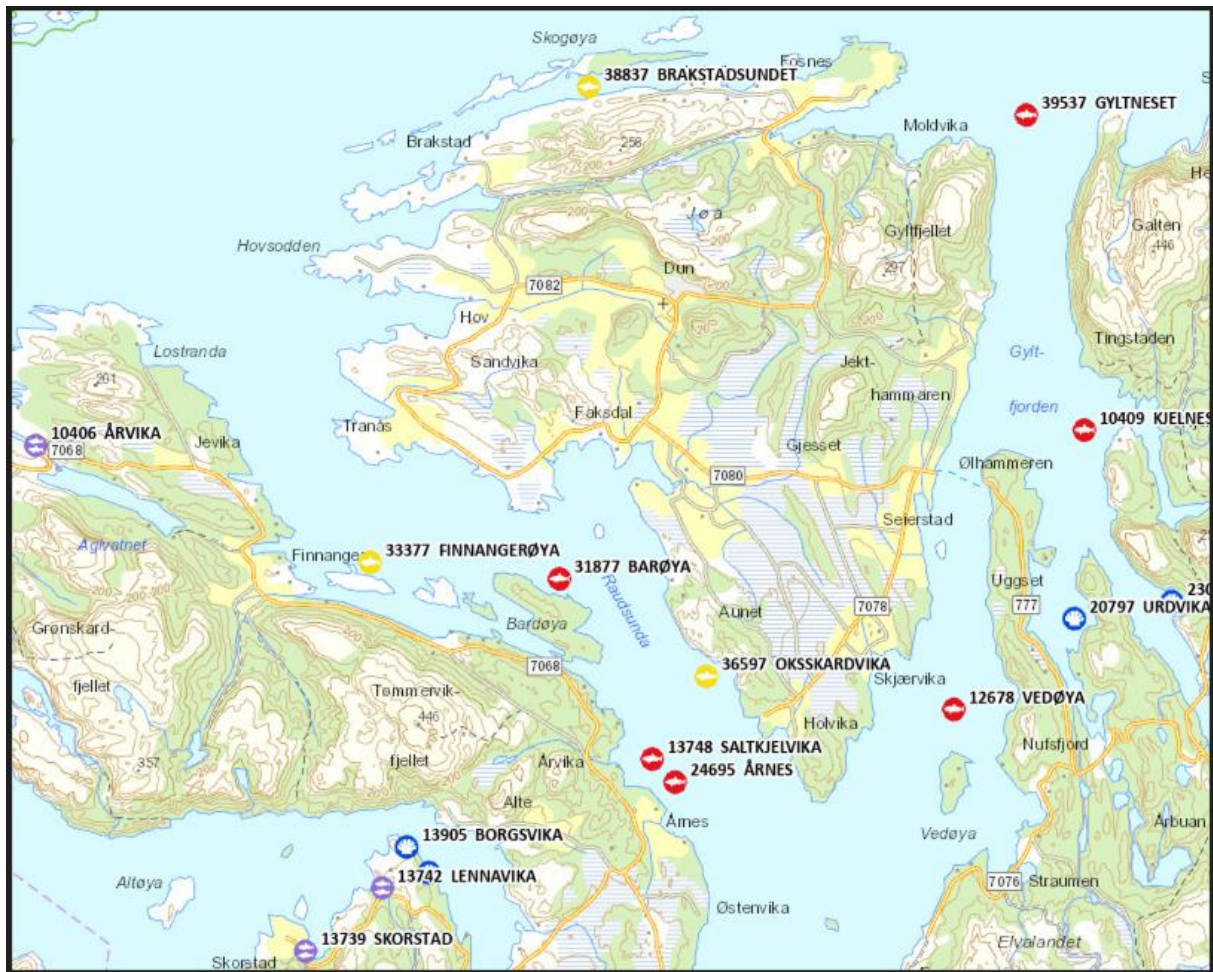 Skogøya
Fosnes
38837 BRAKSTADSUNDET
39537 GYLTNESET
Moldvika
Brakstad
258
Galten
446
Jøa
Gyltfjellet
297
Hovsodden
Dun
200
7082
Hov
Tingstaden
Lostranda
Sandvika
Gylt-
fjorden
Jekt-
hammaren
201
Faksdal
10406 ÅRVIKA
7068
Jevika
Tranås
10409 KJELNES
Gjesset
7080
Ølhammeren
Seierstad
Aglvatnet
Finnanger
33377 FINNANGERØYA
31877 BARØYA
Raudsunda
Uggset
230
777
7078
20797 URDVIKA
Aunet
Bardøya
Grønskard-
fjellet
7068
36597 OKSSKARDVIKA
Skjærvika
Tømmervik-
fjellet
446
12678 VEDØYA
Holvika
Nufsfjord
13748 SALTKJELVIKA
357
Årvika
24695 ÅRNES
Alte
Årnes
Vedøya
Årbuan
13905 BORGSVIKA
13742 LENNAVIKA
Altøya
7076
Straumen
Østenvika
13739 SKORSTAD
Skorstad
Elvalandet